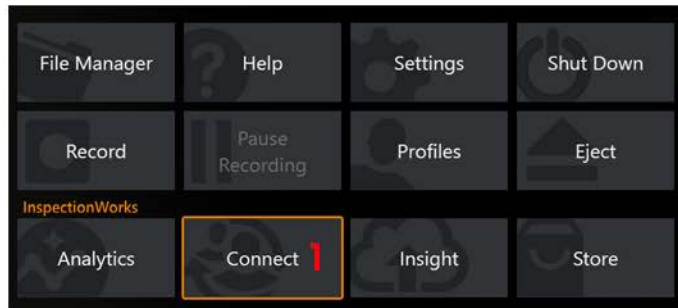 File Manager
Help
Settings
Shut Down
Record
Pause
Recording
Profiles
Eject
InspectionWorks
Analytics
Connect 1
Insight
Store